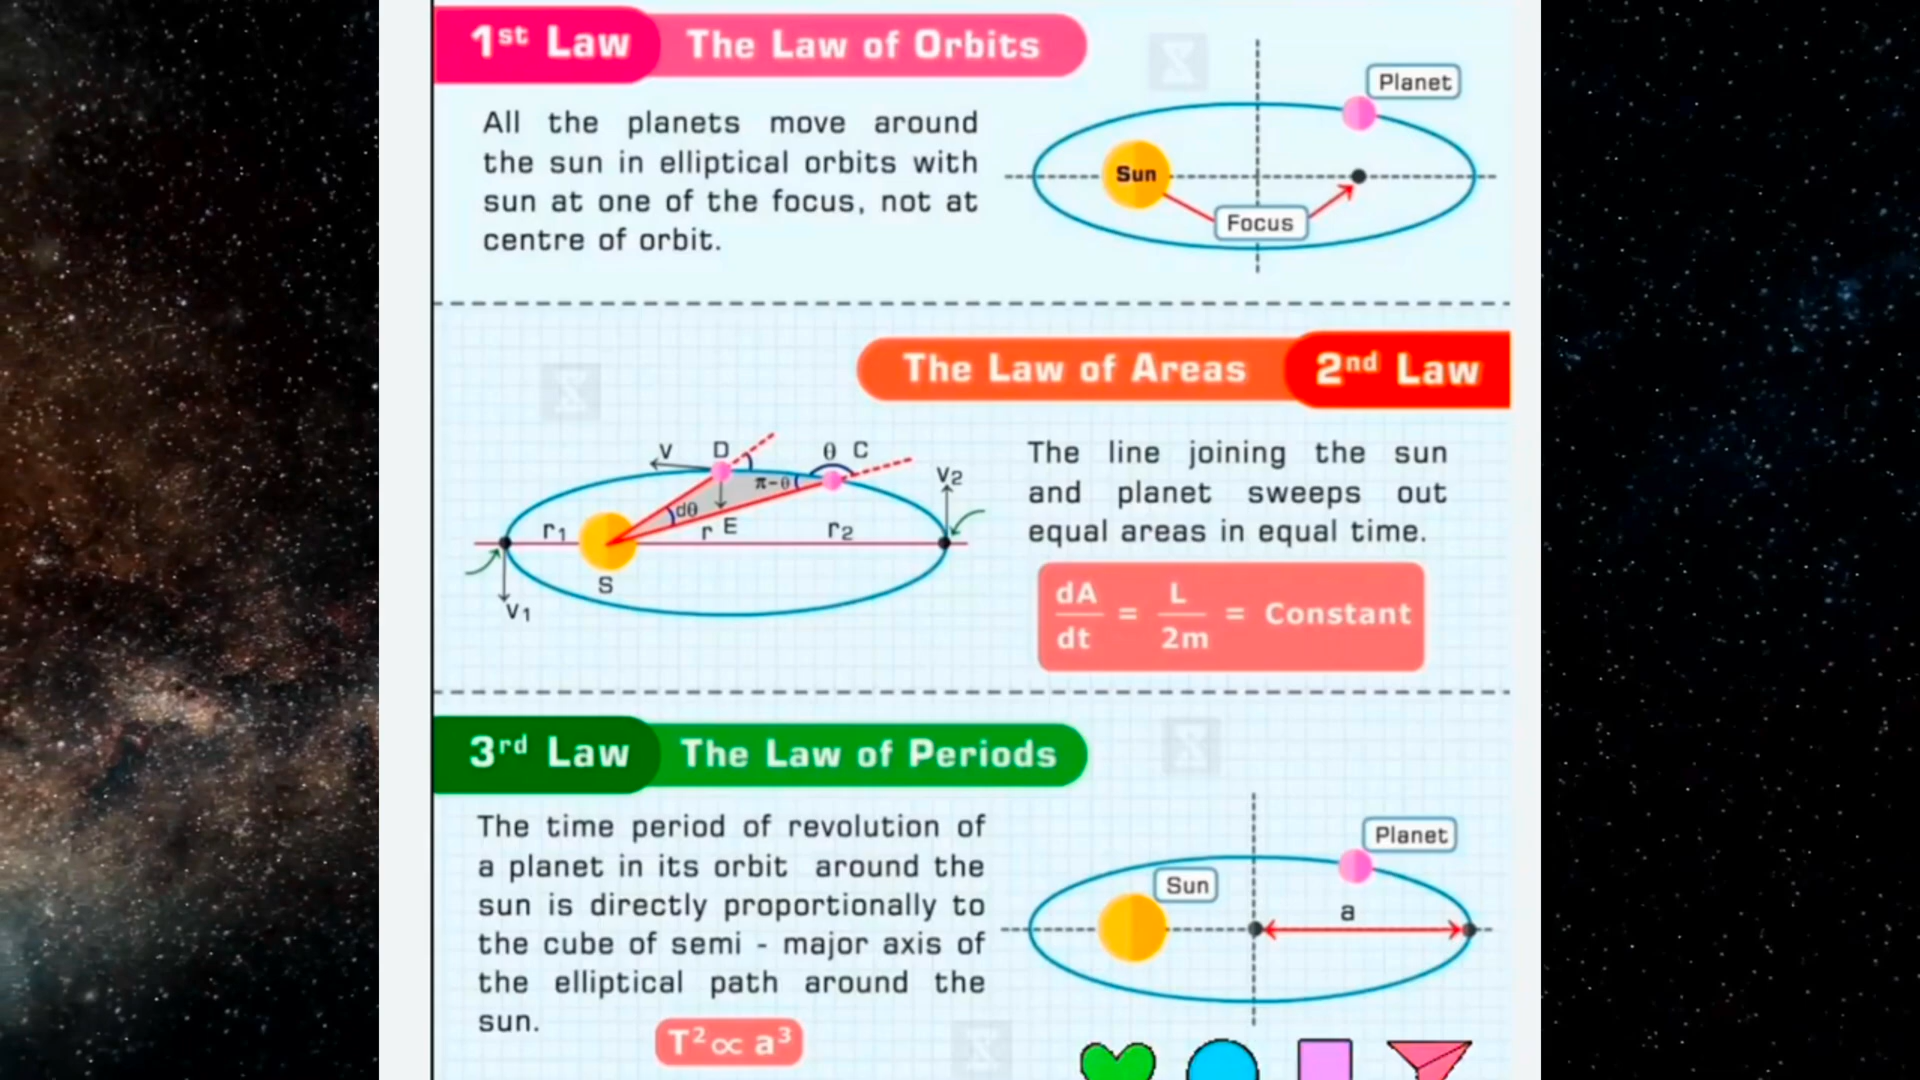 1st Law The Law of Orbits
All the planets move around
the sun in elliptical orbits with
sun at one of the focus, not at
centre of orbit.
Planet
Sun
Focus
The Law of Areas 2nd Law
V D θ C
V2
π-θ
dθ
r1 r E r2
S
V1
The line joining the sun
and planet sweeps out
equal areas in equal time.
dA/dt = L/2m = Constant
3rd Law The Law of Periods
The time period of revolution of
a planet in its orbit around the
sun is directly proportionally to
the cube of semi - major axis of
the elliptical path around the
sun.
T² ∝ a³
Planet
Sun
a